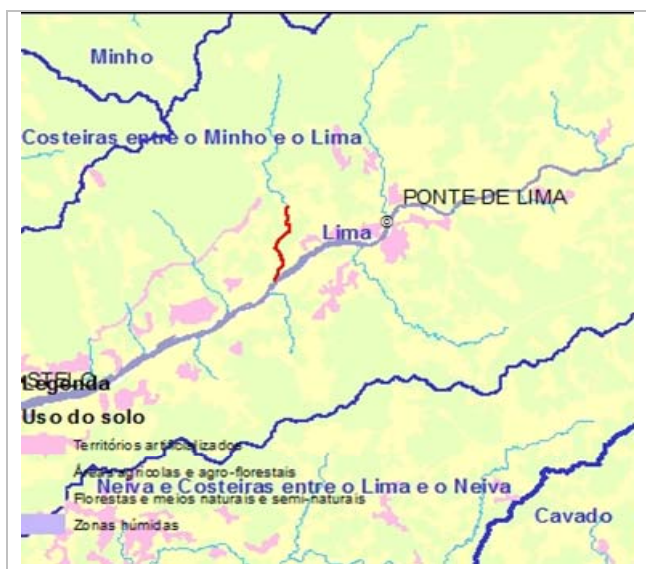 Minho
Costeiras entre o Minho e o Lima
PONTE DE LIMA
Lima
STELO
Legenda
Uso do solo
Territórios artificializados
Áreas agrícolas e agro-florestais
Neiva e Costeiras entre o Lima e o Neiva
Florestas e meios naturais e semi-naturais
Cavado
Zonas húmidas